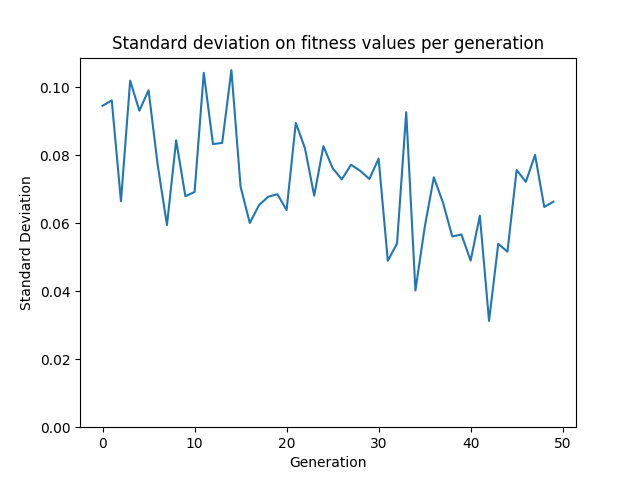 Standard deviation on fitness values per generation
0.10
0.08
0.06
0.04
0.02
0.00
Standard Deviation
0 10 20 30 40 50
Generation